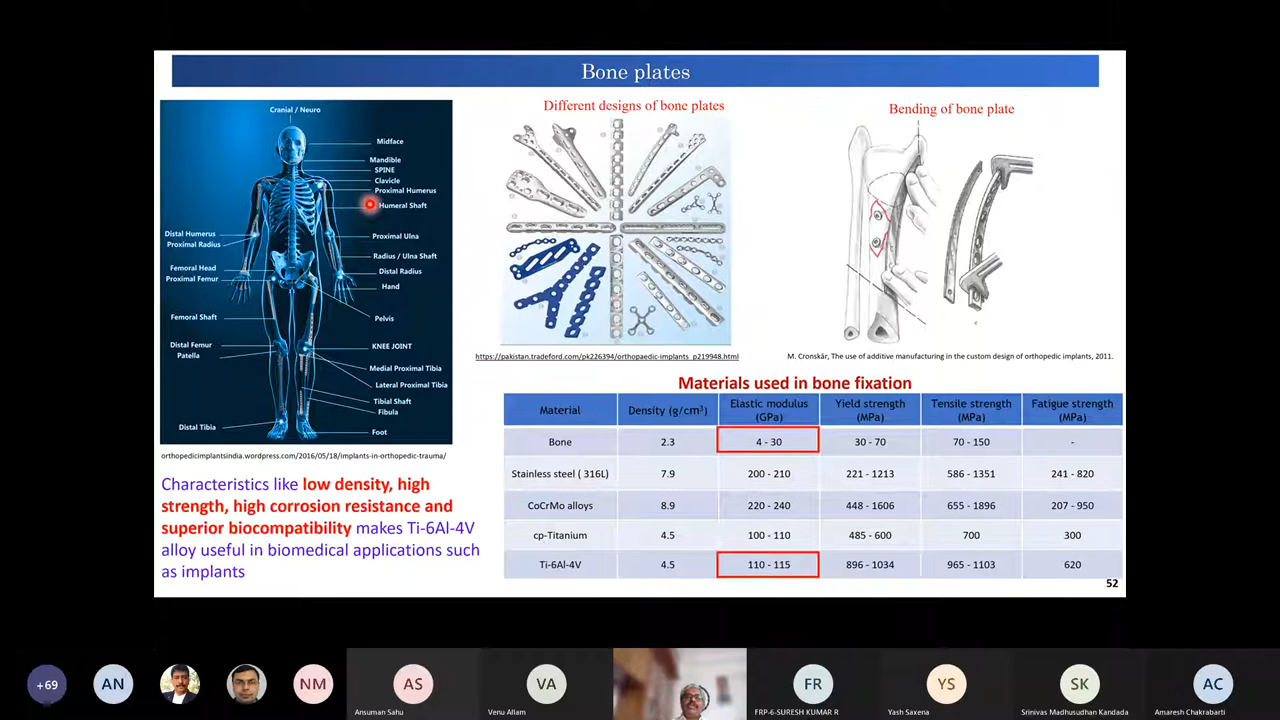 Bone plates
Cranial / Neuro
Midface
Mandible
SPINE
Clavicle
Proximal Humerus
Humeral Shaft
Distal Humerus
Proximal Radius
Proximal Ulna
Radius / Ulna Shaft
Femoral Head
Proximal Femur
Distal Radius
Hand
Femoral Shaft
Pelvis
Distal Femur
Patella
KNEE JOINT
Medial Proximal Tibia
Lateral Proximal Tibia
Tibial Shaft
Fibula
Distal Tibia
Foot
orthopedicimplantsindia.wordpress.com/2016/05/18/implants-in-orthopedic-trauma/
Characteristics like low density, high
strength, high corrosion resistance and
superior biocompatibility makes Ti-6Al-4V
alloy useful in biomedical applications such
as implants
Different designs of bone plates
https://pakistan.tradeford.com/pk226394/orthopaedic-implants_p219948.html
Bending of bone plate
M. Cronskär, The use of additive manufacturing in the custom design of orthopedic implants, 2011.
Materials used in bone fixation
Material Density (g/cm³) Elastic modulus (GPa) Yield strength (MPa) Tensile strength (MPa) Fatigue strength (MPa)
Bone 2.3 4 - 30 30 - 70 70 - 150 -
Stainless steel ( 316L) 7.9 200 - 210 221 - 1213 586 - 1351 241 - 820
CoCrMo alloys 8.9 220 - 240 448 - 1606 655 - 1896 207 - 950
cp-Titanium 4.5 100 - 110 485 - 600 700 300
Ti-6Al-4V 4.5 110 - 115 896 - 1034 965 - 1103 620
52
+69 AN NM AS VA FR YS SK AC
Ansuman Sahu Venu Allam FRP-6-SURESH KUMAR R Yash Saxena Srinivas Madhusudhan Kandada Amaresh Chakrabarti